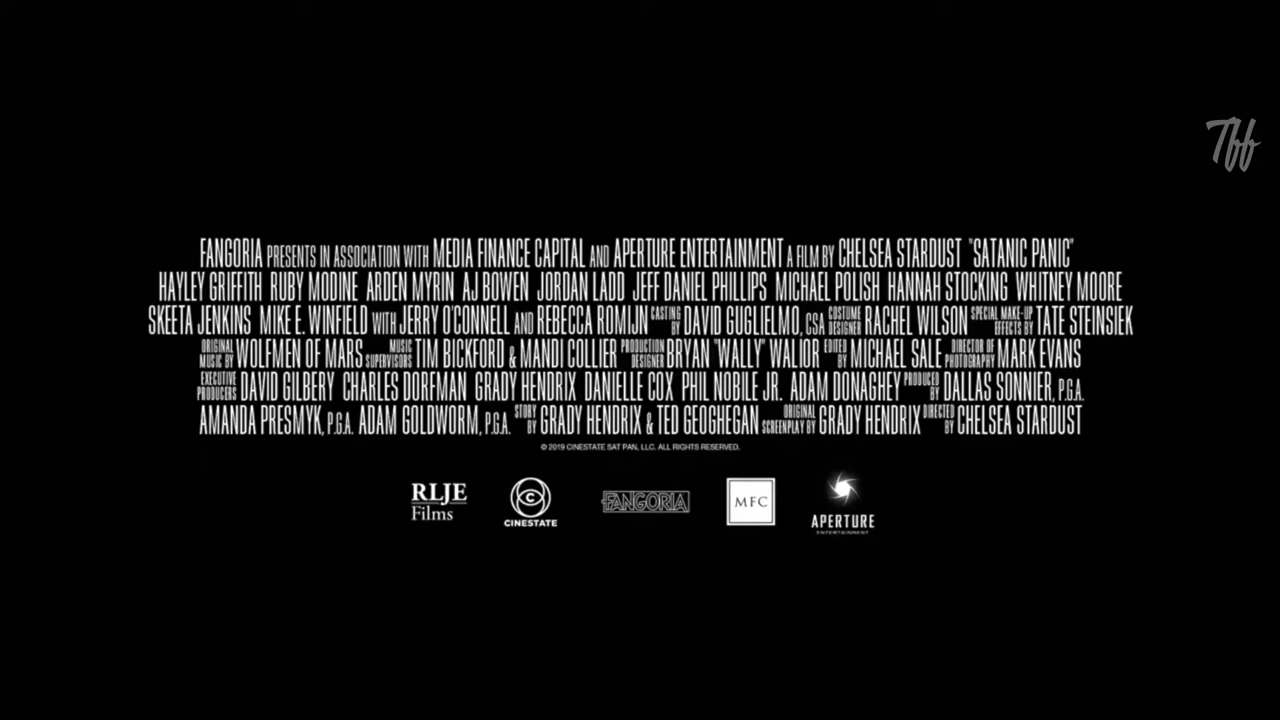 Tbb
FANGORIA PRESENTS IN ASSOCIATION WITH MEDIA FINANCE CAPITAL AND APERTURE ENTERTAINMENT A FILM BY CHELSEA STARDUST "SATANIC PANIC"
HAYLEY GRIFFITH RUBY MODINE ARDEN MYRIN AJ BOWEN JORDAN LADD JEFF DANIEL PHILLIPS MICHAEL POLISH HANNAH STOCKING WHITNEY MOORE
SKEETA JENKINS MIKE E. WINFIELD WITH JERRY O'CONNELL AND REBECCA ROMIJN CASTING BY DAVID GUGLIELMO, CSA COSTUME DESIGNER RACHEL WILSON SPECIAL MAKE-UP EFFECTS BY TATE STEINSIEK
ORIGINAL MUSIC BY WOLFMEN OF MARS MUSIC SUPERVISORS TIM BICKFORD & MANDI COLLIER PRODUCTION DESIGNER BRYAN "WALLY" WALIOR EDITED BY MICHAEL SALE DIRECTOR OF PHOTOGRAPHY MARK EVANS
EXECUTIVE PRODUCERS DAVID GILBERY CHARLES DORFMAN GRADY HENDRIX DANIELLE COX PHIL NOBILE JR. ADAM DONAGHEY PRODUCED BY DALLAS SONNIER, P.G.A.
AMANDA PRESMYK, P.G.A. ADAM GOLDWORM, P.G.A. STORY BY GRADY HENDRIX & TED GEOGHEGAN ORIGINAL SCREENPLAY BY GRADY HENDRIX DIRECTED BY CHELSEA STARDUST
© 2019 CINESTATE SAT PAN, LLC. ALL RIGHTS RESERVED.
RLJE
Films
C
CINESTATE
FANGORIA
MFC
APERTURE
ENTERTAINMENT